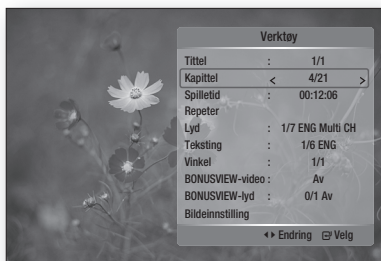 Verktøy
Tittel : 1/1
Kapittel < 4/21 >
Spilletid : 00:12:06
Repeter
Lyd : 1/7 ENG Multi CH
Teksting : 1/6 ENG
Vinkel : 1/1
BONUSVIEW-video : Av
BONUSVIEW-lyd : 0/1 Av
Bildeinnstilling
◄► Endring Velg